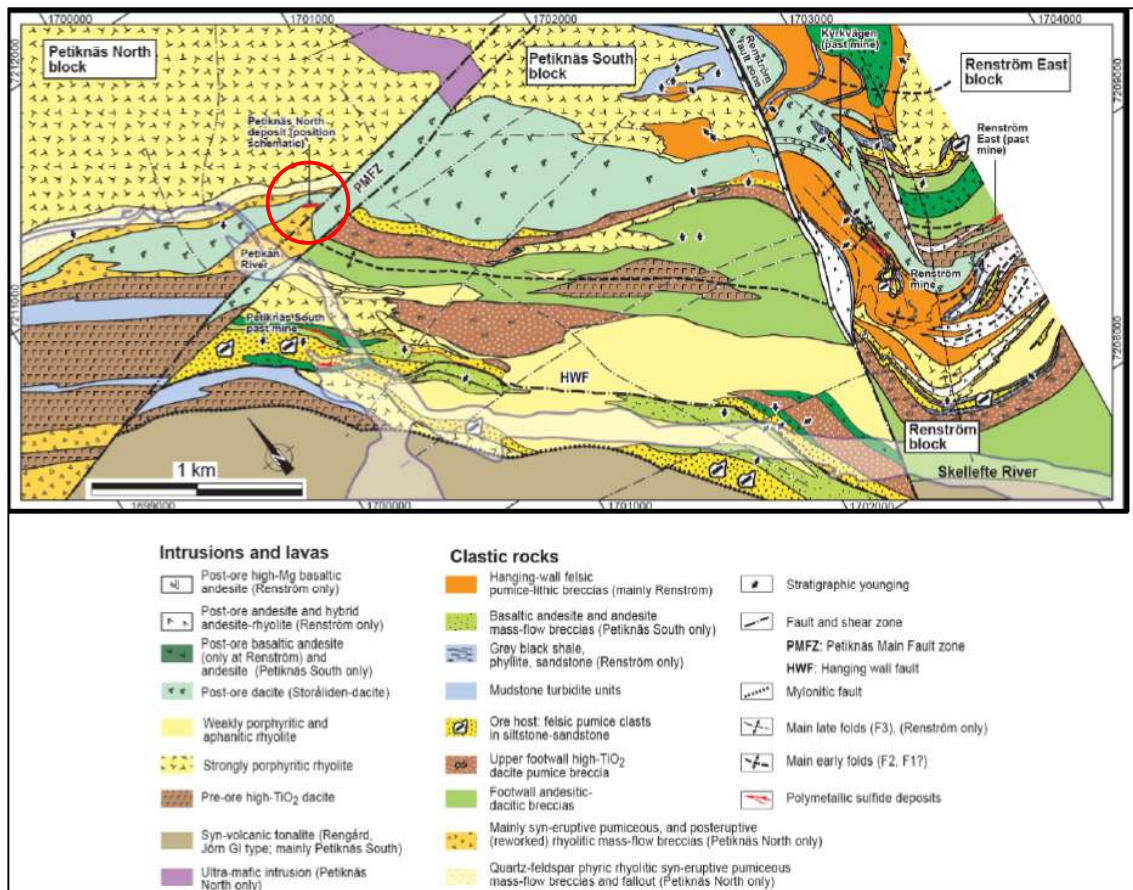 1700000
1701000
1702000
1703000
1704000
7212000
7209000
7211000
7208000
Petiknäs North
block
Petiknäs South
block
Renström
fault zone
Kyrkvägen
(past mine)
Renström East
block
Petiknäs North
deposit (position
schematic)
PMFZ
Renström
East (past
mine)
Petikån
River
Renström
mine
Petiknäs South
past mine
HWF
Renström
block
Skellefte River
1 km
1699000
1700000
1701000
1702000
Intrusions and lavas
Post-ore high-Mg basaltic
andesite (Renström only)
Post-ore andesite and hybrid
andesite-rhyolite (Renström only)
Post-ore basaltic andesite
(only at Renström) and
andesite (Petiknäs South only)
Post-ore dacite (Storåliden-dacite)
Weakly porphyritic and
aphanitic rhyolite
Strongly porphyritic rhyolite
Pre-ore high-TiO2 dacite
Syn-volcanic tonalite (Rengård,
Jörn GI type; mainly Petiknäs South)
Ultra-mafic intrusion (Petiknäs
North only)
Clastic rocks
Hanging-wall felsic
pumice-lithic breccias (mainly Renström)
Basaltic andesite and andesite
mass-flow breccias (Petiknäs South only)
Grey black shale,
phyllite, sandstone (Renström only)
Mudstone turbidite units
Ore host: felsic pumice clasts
in siltstone-sandstone
Upper footwall high-TiO2
dacite pumice breccia
Footwall andesitic-
dacitic breccias
Mainly syn-eruptive pumiceous, and posteruptive
(reworked) rhyolitic mass-flow breccias (Petiknäs North only)
Quartz-feldspar phyric rhyolitic syn-eruptive pumiceous
mass-flow breccias and fallout (Petiknäs North only)
Stratigraphic younging
Fault and shear zone
PMFZ: Petiknäs Main Fault zone
HWF: Hanging wall fault
Mylonitic fault
Main late folds (F3), (Renström only)
Main early folds (F2, F1?)
Polymetallic sulfide deposits